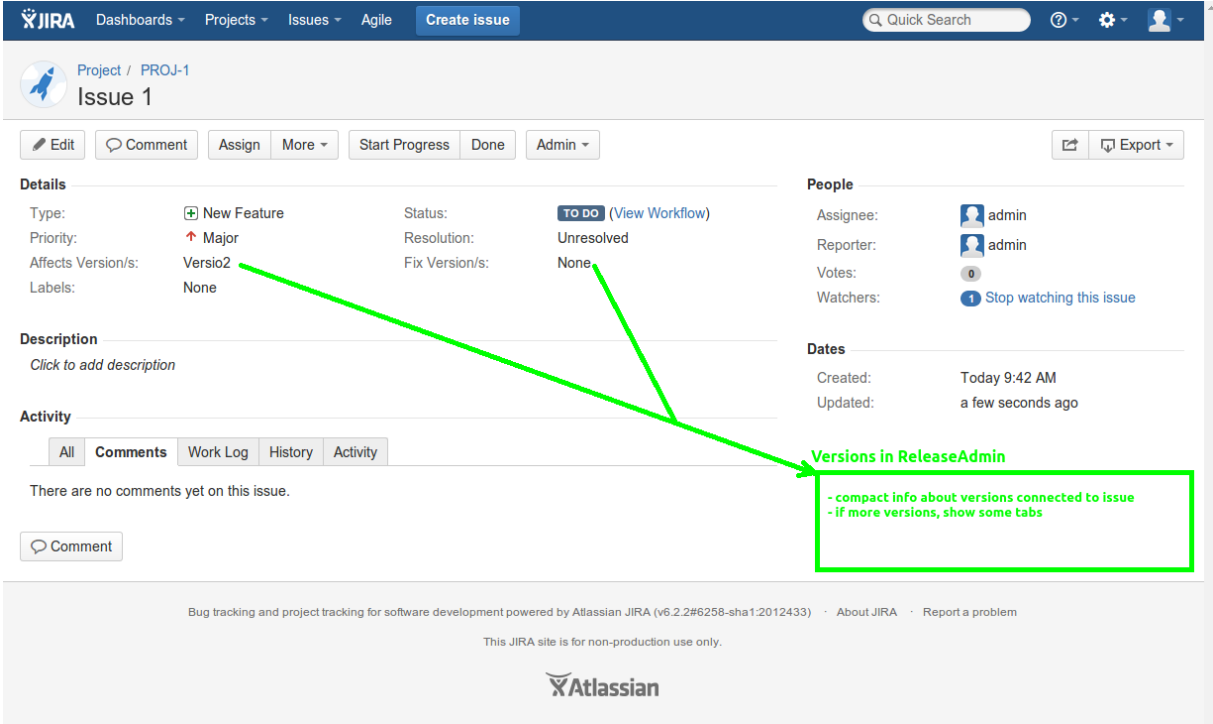 JIRA Dashboards Projects Issues Agile Create issue Quick Search
Project / PROJ-1
Issue 1
Edit Comment Assign More Start Progress Done Admin Export
Details
Type: New Feature Status: TO DO (View Workflow)
Priority: Major Resolution: Unresolved
Affects Version/s: Versio2 Fix Version/s: None
Labels: None
People
Assignee: admin
Reporter: admin
Votes: 0
Watchers: 1 Stop watching this issue
Description
Click to add description
Dates
Created: Today 9:42 AM
Updated: a few seconds ago
Activity
All Comments Work Log History Activity
There are no comments yet on this issue.
Comment
Versions in ReleaseAdmin
- compact info about versions connected to issue
- if more versions, show some tabs
Bug tracking and project tracking for software development powered by Atlassian JIRA (v6.2.2#6258-sha1:2012433) · About JIRA · Report a problem
This JIRA site is for non-production use only.
Atlassian